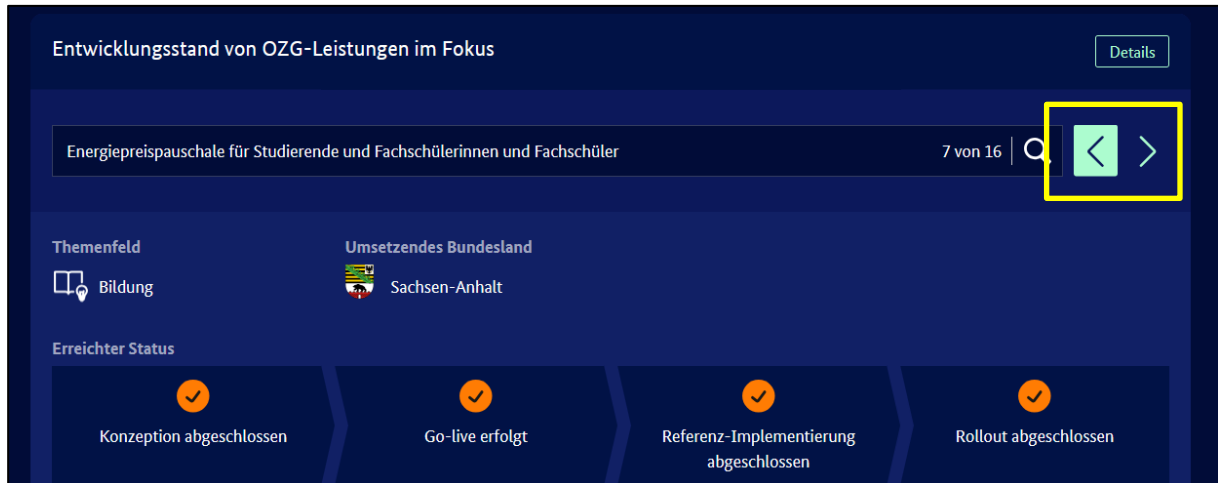 Entwicklungsstand von OZG-Leistungen im Fokus
Details
Energiepreispauschale für Studierende und Fachschülerinnen und Fachschüler
7 von 16
Themenfeld
Umsetzendes Bundesland
Bildung
Sachsen-Anhalt
Erreichter Status
Konzeption abgeschlossen
Go-live erfolgt
Referenz-Implementierung
abgeschlossen
Rollout abgeschlossen